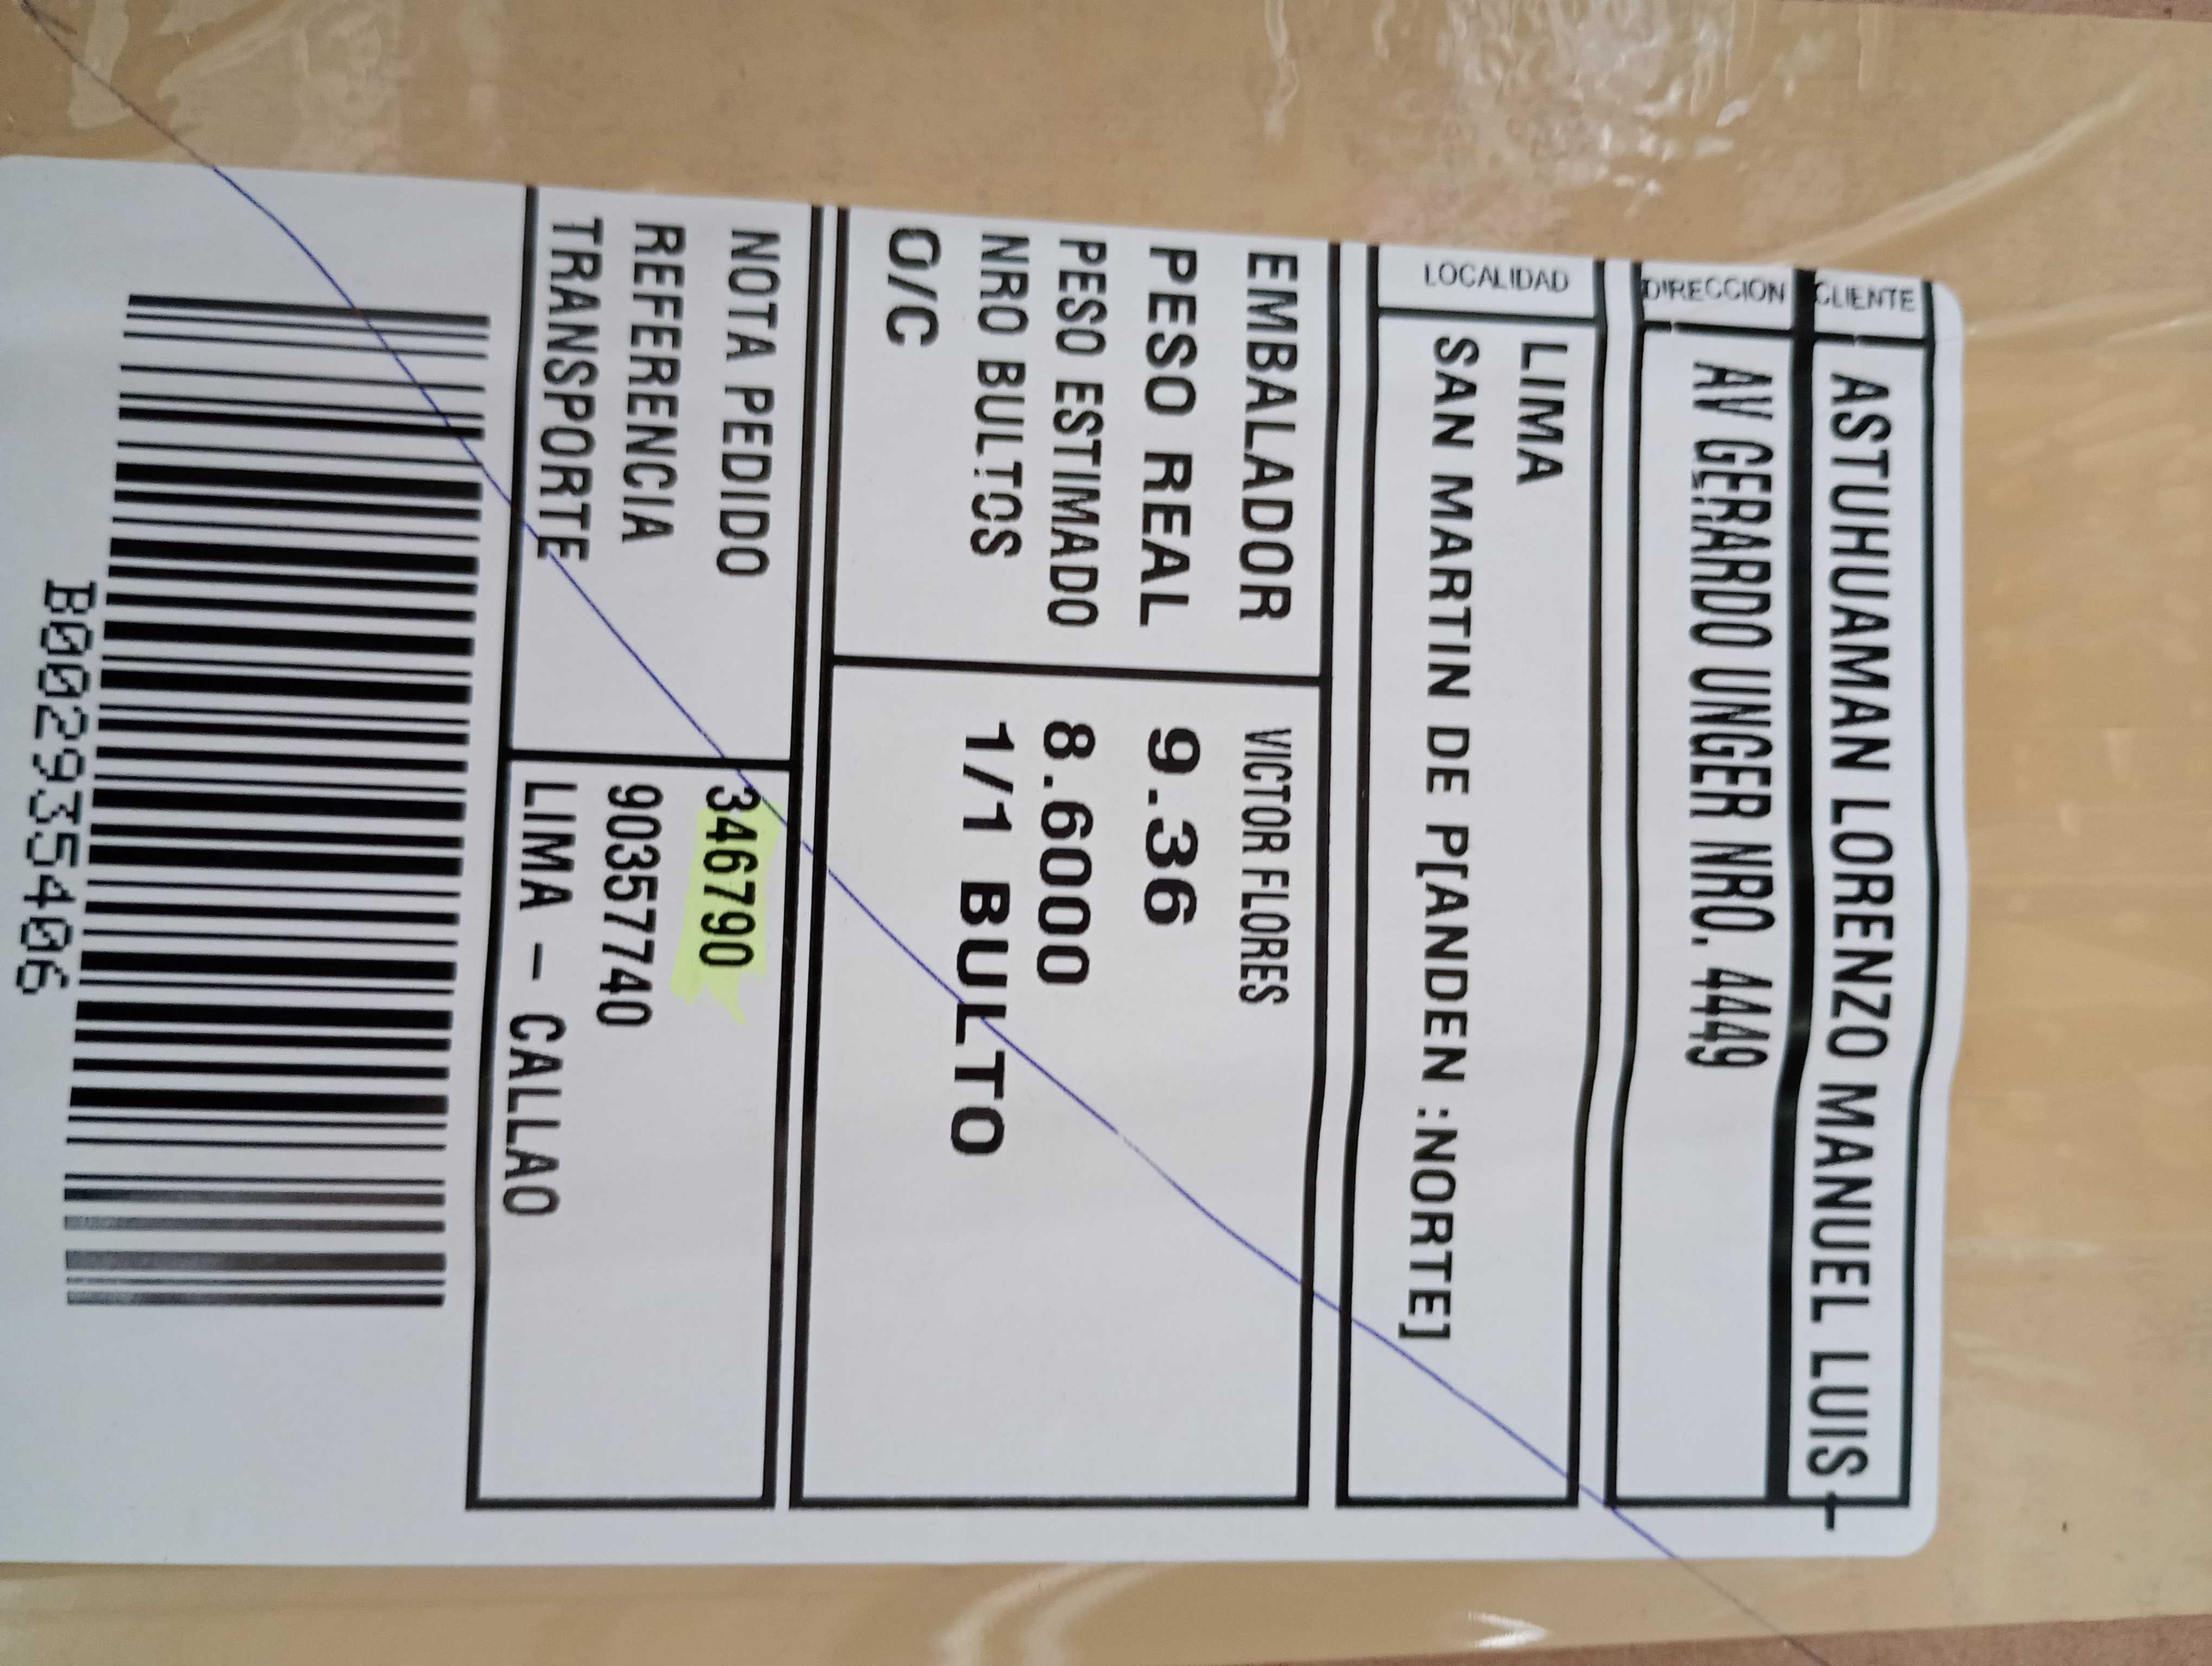 CLIENTE ASTUHUAMAN LORENZO MANUEL LUIS -
DIRECCION AV GERARDO UNGER NRO. 4449
LOCALIDAD LIMA
SAN MARTIN DE P[ANDEN :NORTE]
EMBALADOR VICTOR FLORES
PESO REAL 9.36
PESO ESTIMADO 8.6000
NRO BULTOS 1/1 BULTO
O/C
NOTA PEDIDO 346790
REFERENCIA 90357740
TRANSPORTE LIMA - CALLAO
B002935406